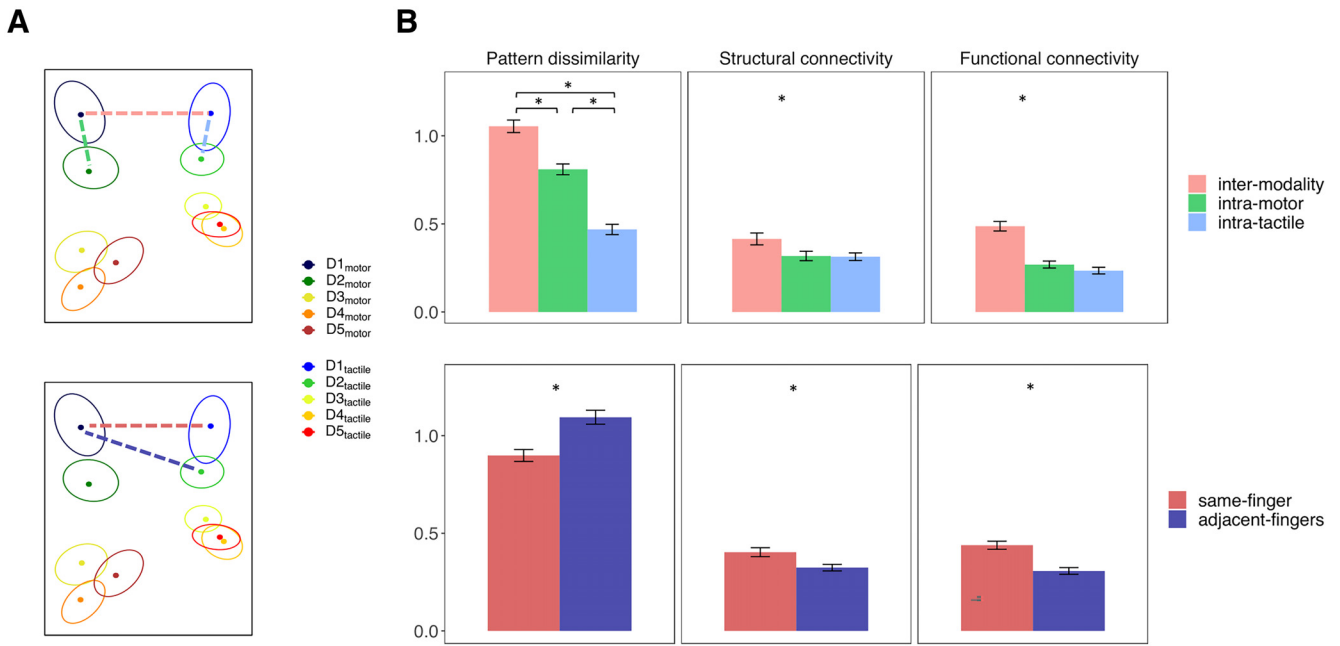 A
B
Pattern dissimilarity
Structural connectivity
Functional connectivity
*
* *
*
*
1.0
0.5
0.0
inter-modality
intra-motor
intra-tactile
D1motor
D2motor
D3motor
D4motor
D5motor
D1tactile
D2tactile
D3tactile
D4tactile
D5tactile
*
*
*
1.0
0.5
0.0
same-finger
adjacent-fingers